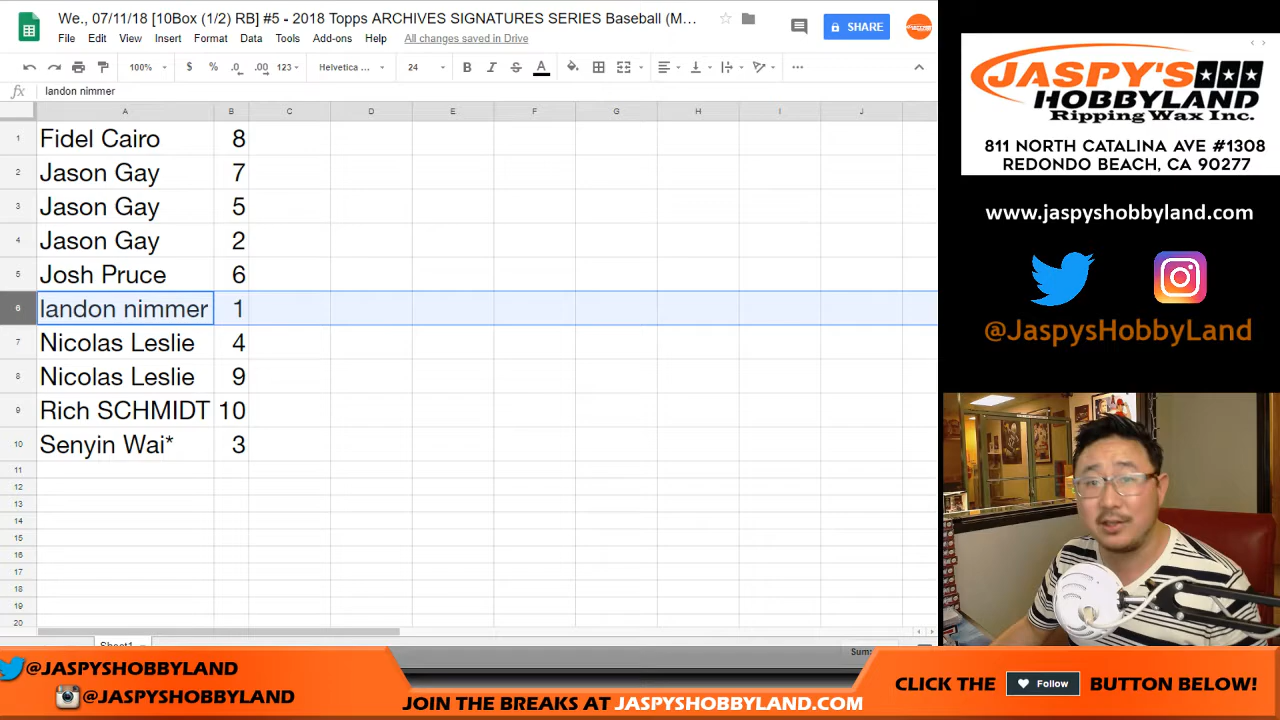 We., 07/11/18 [10Box (1/2) RB] #5 - 2018 Topps ARCHIVES SIGNATURES SERIES Baseball (M...
File Edit View Insert Format Data Tools Add-ons Help All changes saved in Drive
SHARE
100% $ % .0 .00 123 Helvetica ... 24 B I S A
fx landon nimmer
A B C D E F G H I J
1 Fidel Cairo 8
2 Jason Gay 7
3 Jason Gay 5
4 Jason Gay 2
5 Josh Pruce 6
6 landon nimmer 1
7 Nicolas Leslie 4
8 Nicolas Leslie 9
9 Rich SCHMIDT 10
10 Senyin Wai* 3
11
12
13
14
15
16
17
18
19
20
Sheet1
Sum:
JASPY'S
HOBBYLAND
Ripping Wax Inc.
811 NORTH CATALINA AVE #1308
REDONDO BEACH, CA 90277
www.jaspyshobbyland.com
@JaspysHobbyLand
@JASPYSHOBBYLAND
@JASPYSHOBBYLAND
JOIN THE BREAKS AT JASPYSHOBBYLAND.COM
CLICK THE Follow BUTTON BELOW!